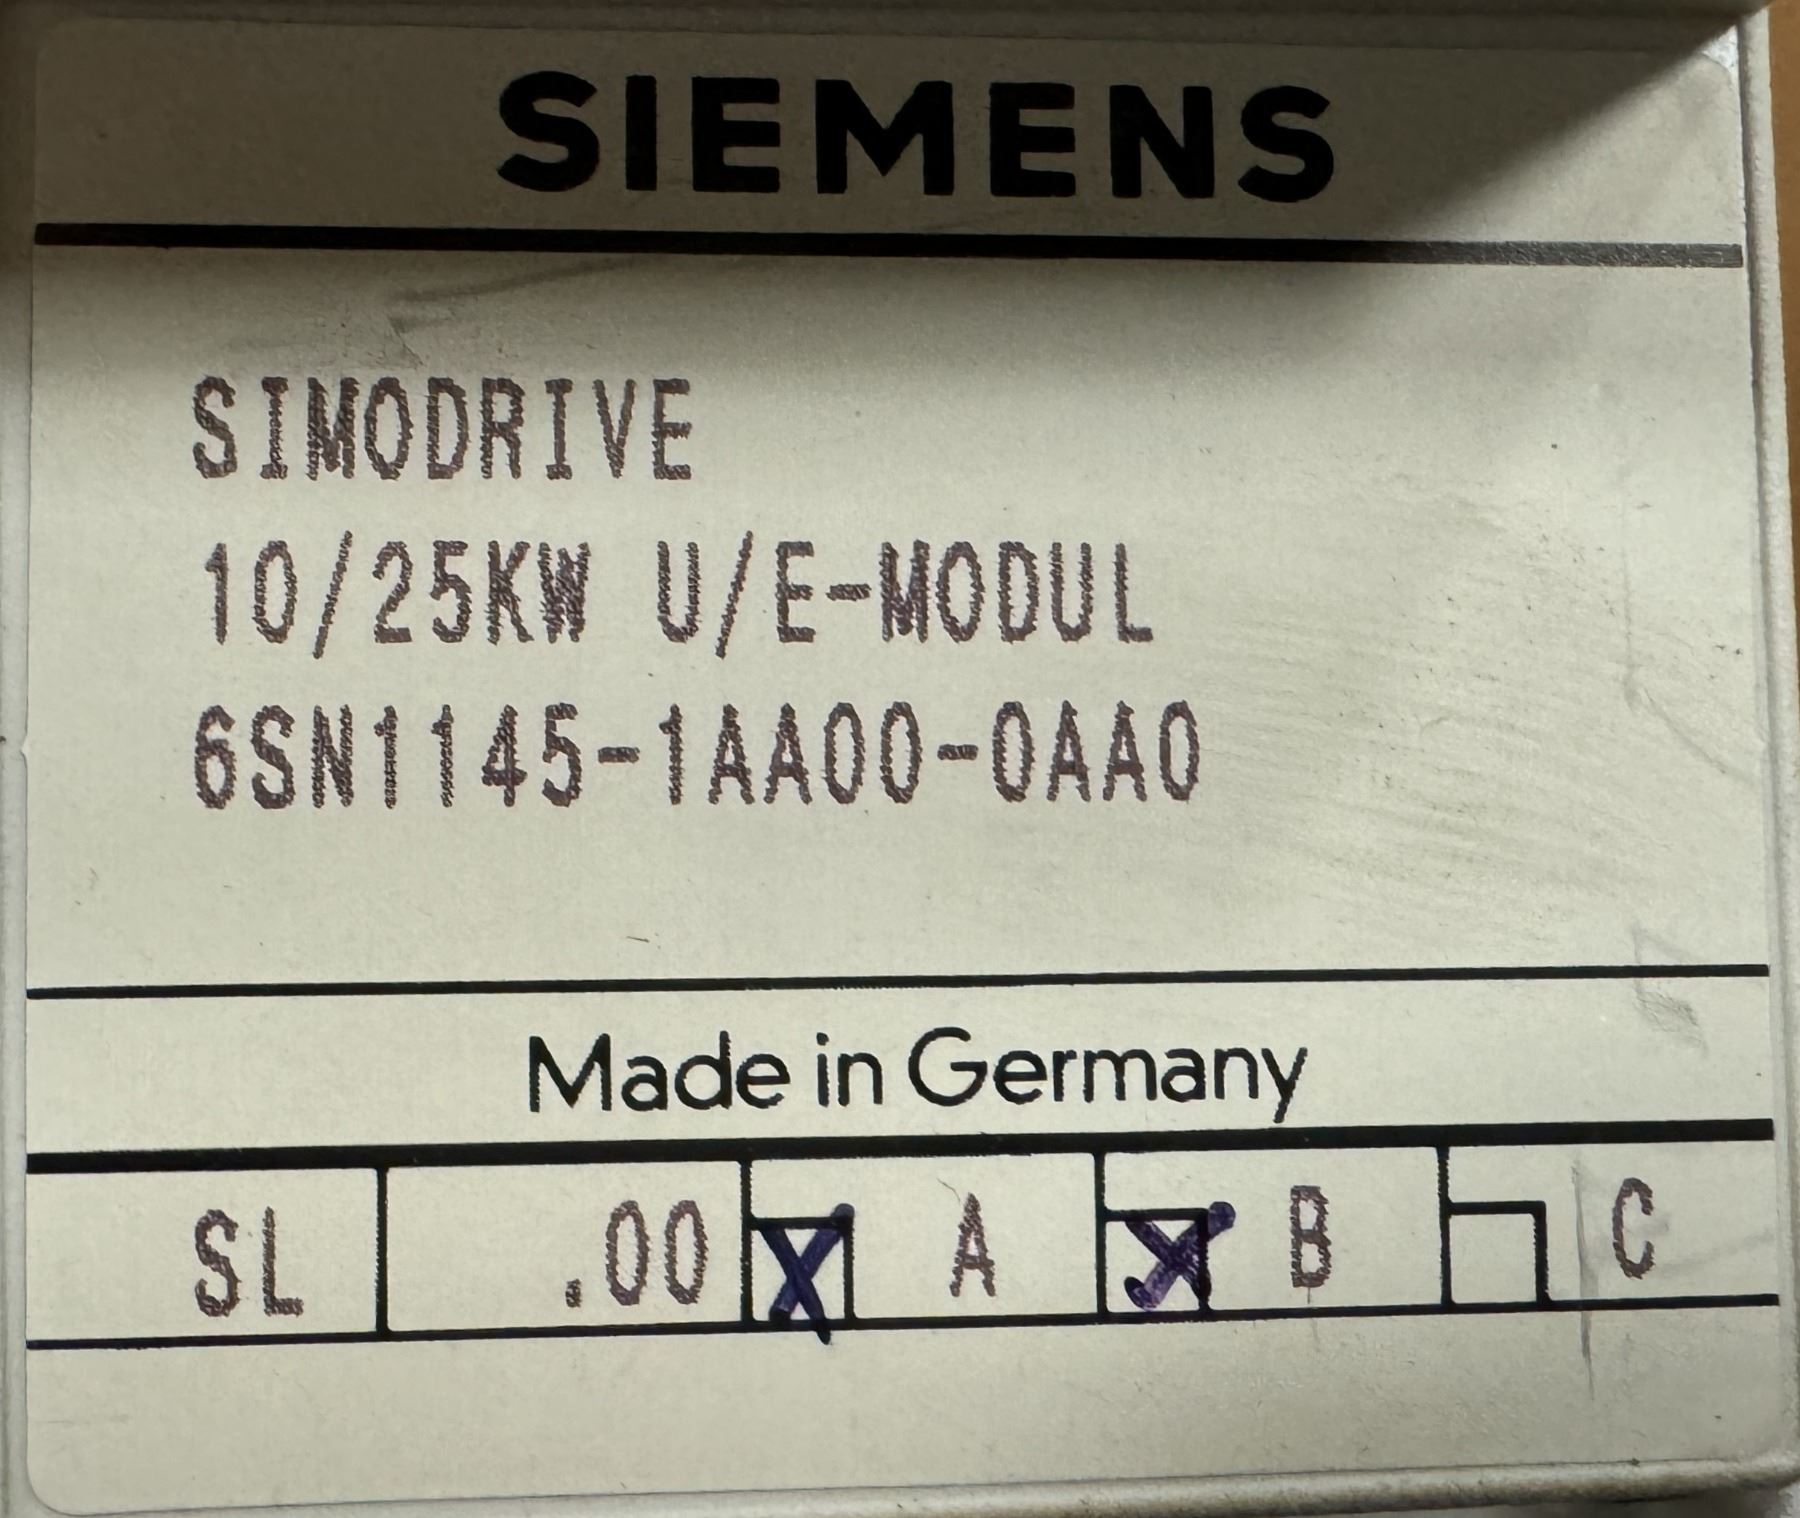 SIEMENS
SIMODRIVE
10/25KW U/E-MODUL
6SN1145-1AA00-0AA0
Made in Germany
SL .00 X A X B C